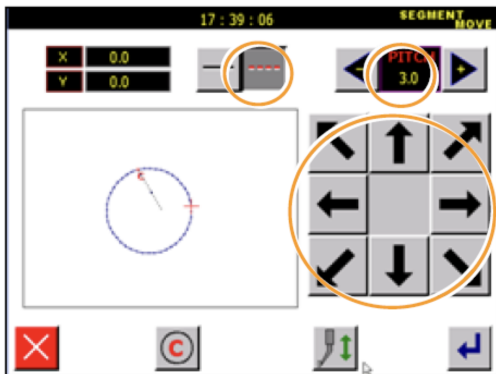 17:39:06
SEGMENT
MOVE
X 0.0
Y 0.0
PITCH
- 3.0 +
C